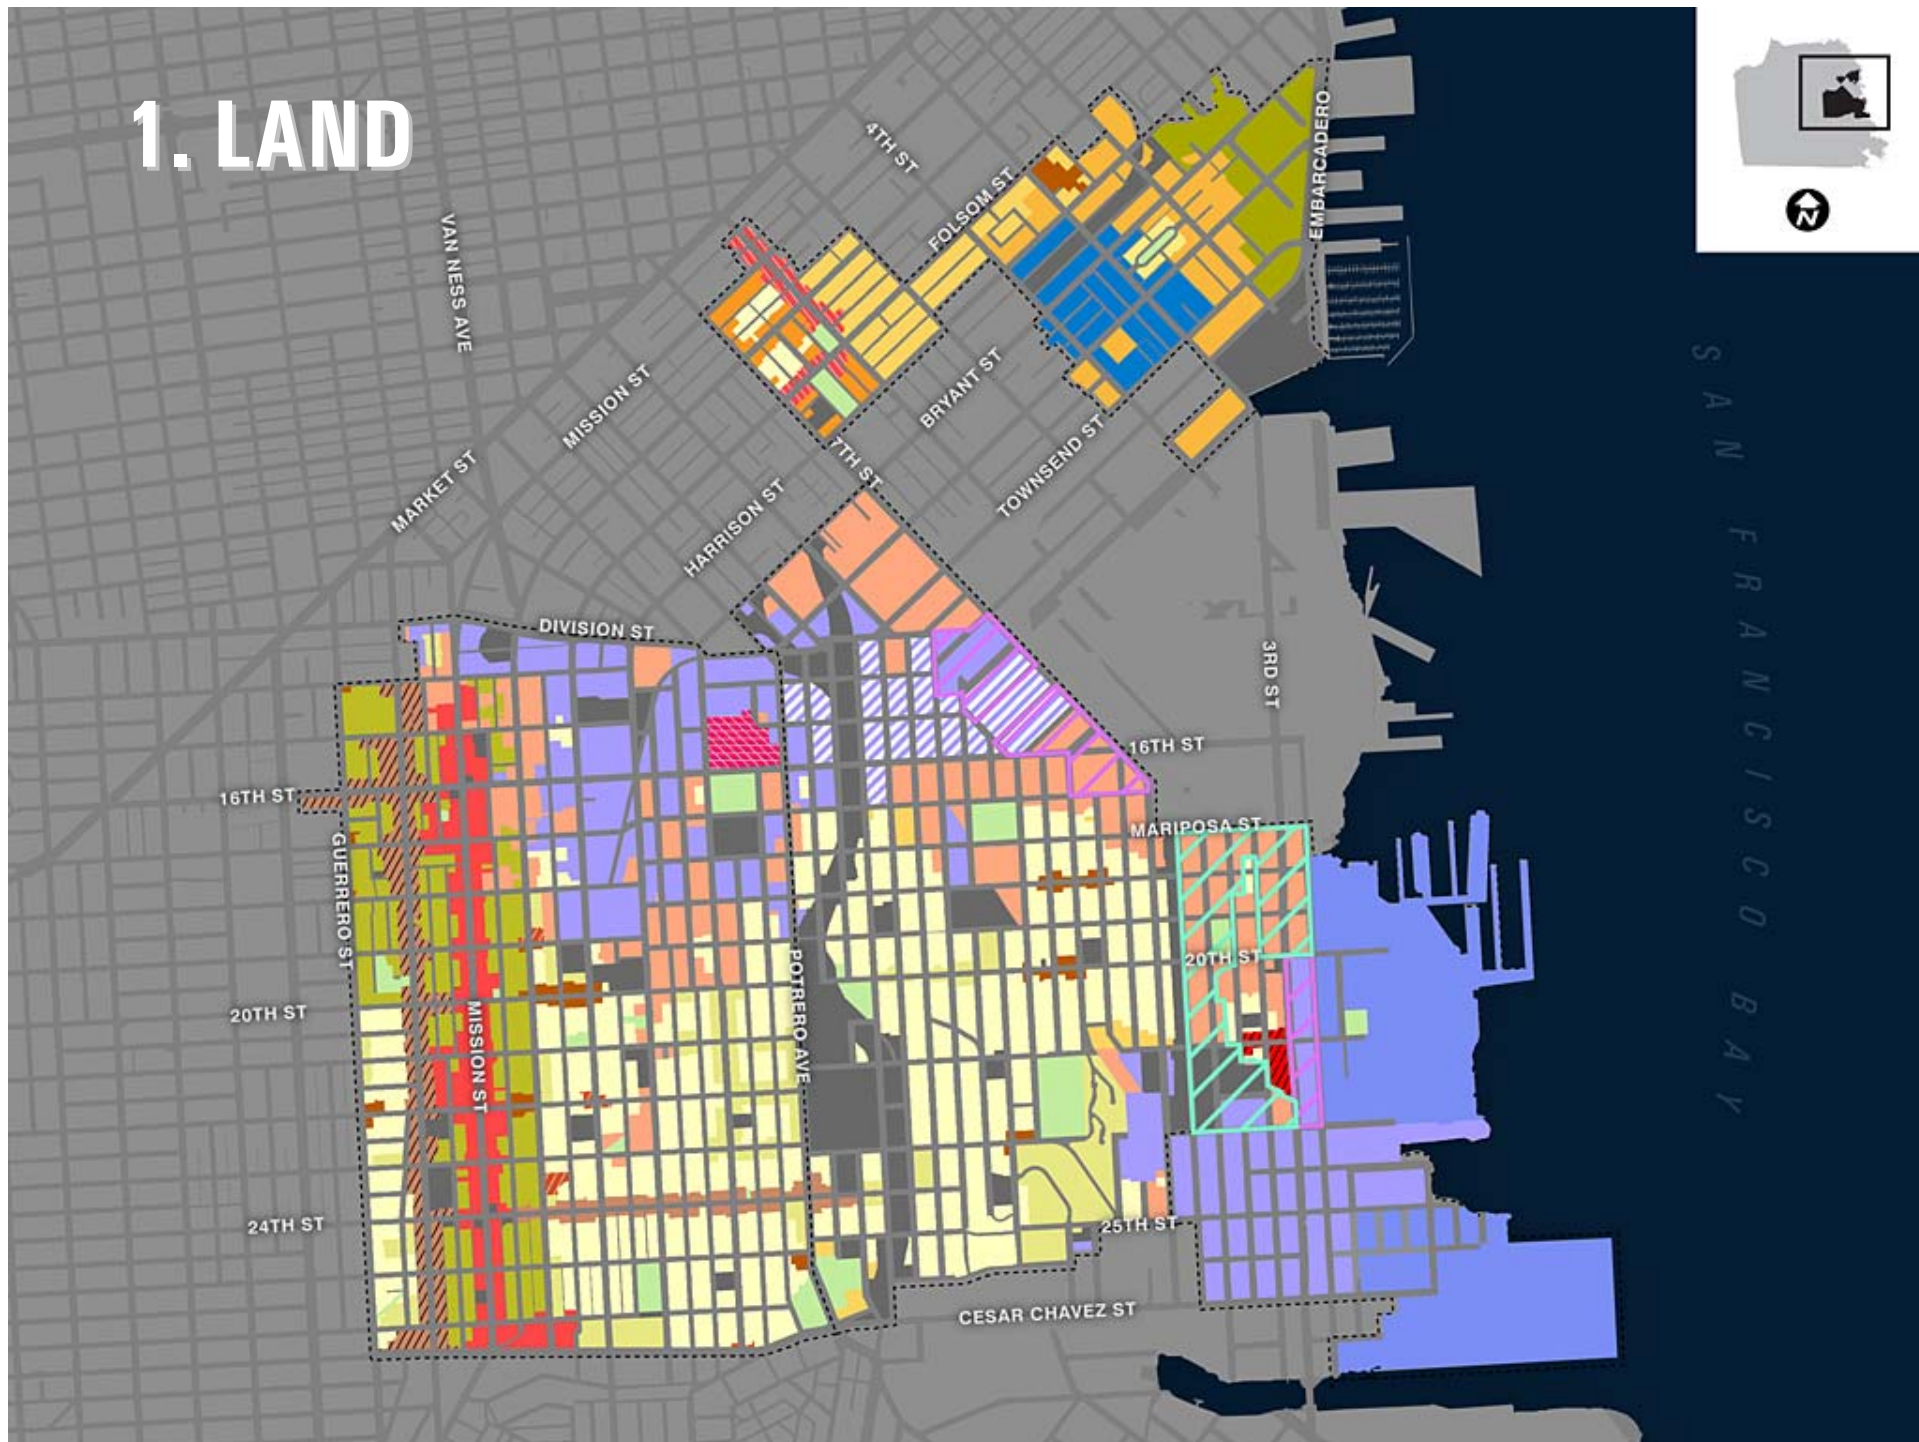 1. LAND
4TH ST
FOLSOM ST
EMBARCADERO
VAN NESS AVE
N
MISSION ST
BRYANT ST
MARKET ST
7TH ST
TOWNSEND ST
HARRISON ST
DIVISION ST
3RD ST
16TH ST
16TH ST
MARIPOSA ST
GUERRERO ST
20TH ST
POTRERO AVE
20TH ST
MISSION ST
24TH ST
25TH ST
CESAR CHAVEZ ST
SAN FRANCISCO BAY